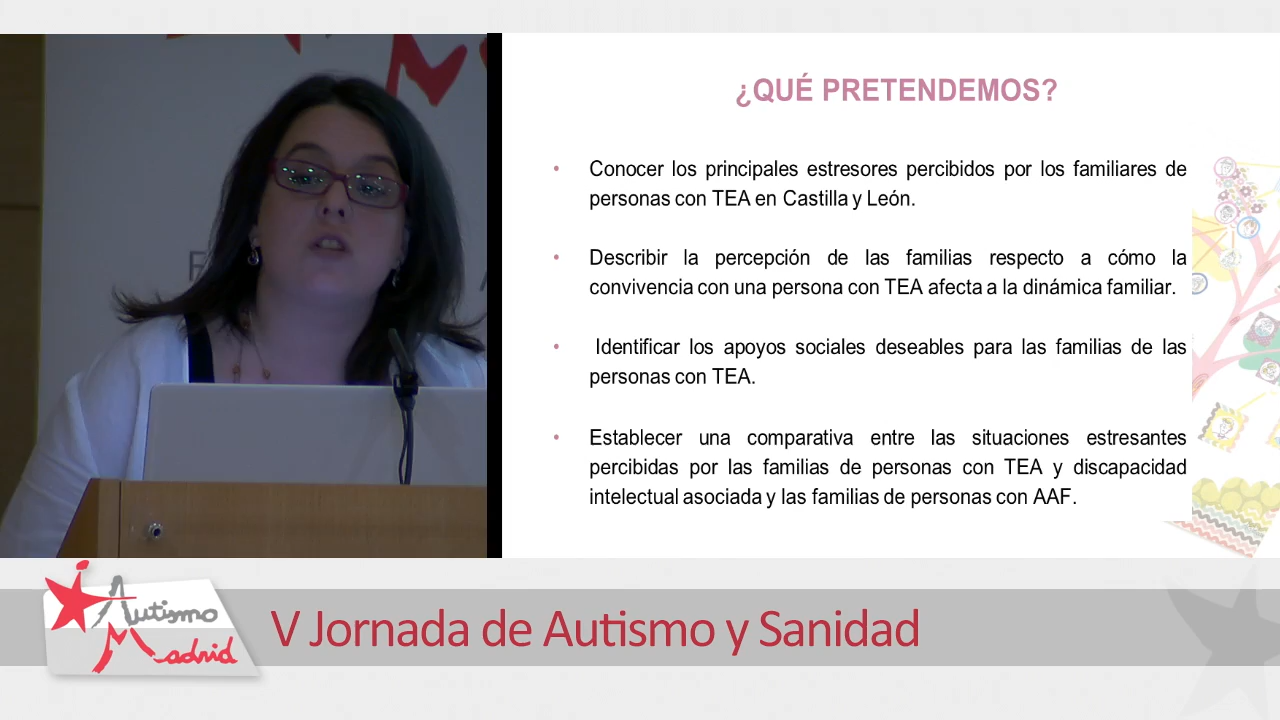 ¿QUÉ PRETENDEMOS?
• Conocer los principales estresores percibidos por los familiares de
personas con TEA en Castilla y León.
• Describir la percepción de las familias respecto a cómo la
convivencia con una persona con TEA afecta a la dinámica familiar.
• Identificar los apoyos sociales deseables para las familias de las
personas con TEA.
• Establecer una comparativa entre las situaciones estresantes
percibidas por las familias de personas con TEA y discapacidad
intelectual asociada y las familias de personas con AAF.
Autismo
Madrid
V Jornada de Autismo y Sanidad